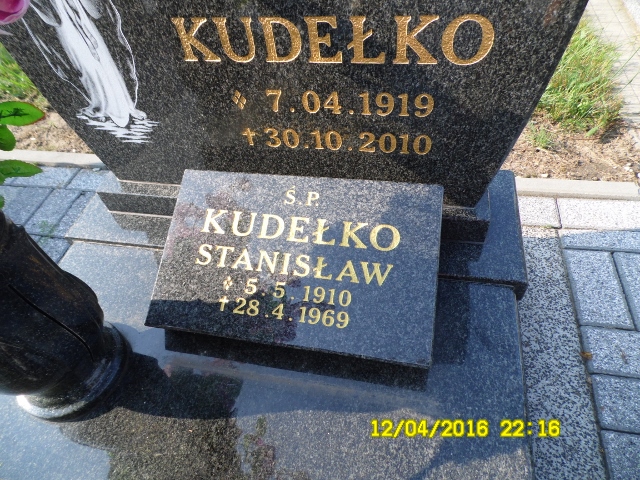 KUDEŁKO
7.04.1919
✝30.10.2010
Ś.P.
KUDEŁKO
STANISŁAW
5.5.1910
✝28.4.1969
12/04/2016 22:16